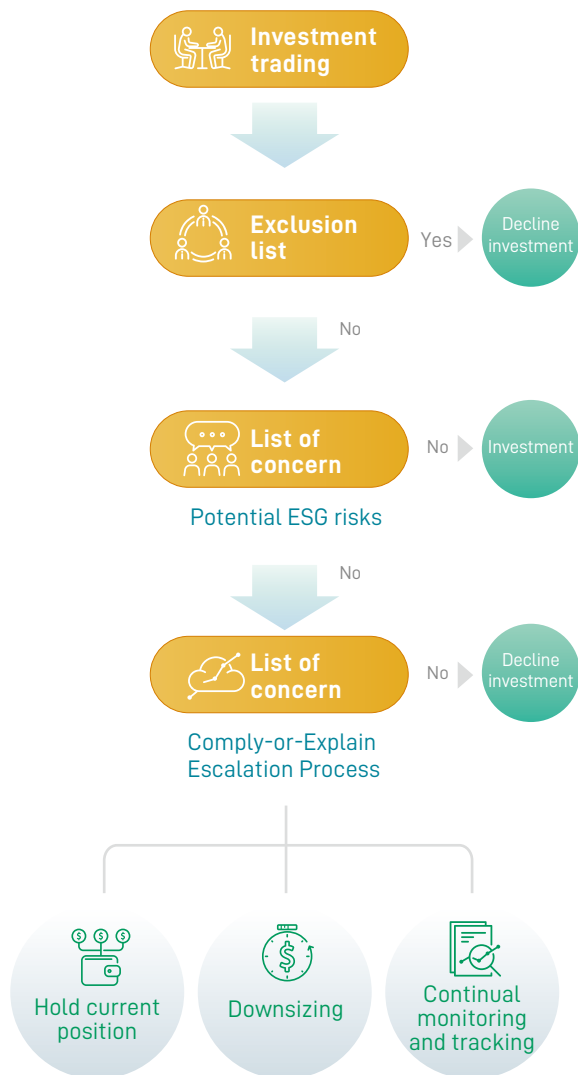 Investment
trading
Exclusion
list
Yes
Decline
investment
No
List of
concern
No
Investment
Potential ESG risks
No
List of
concern
No
Decline
investment
Comply-or-Explain
Escalation Process
Hold current
position
Downsizing
Continual
monitoring
and tracking